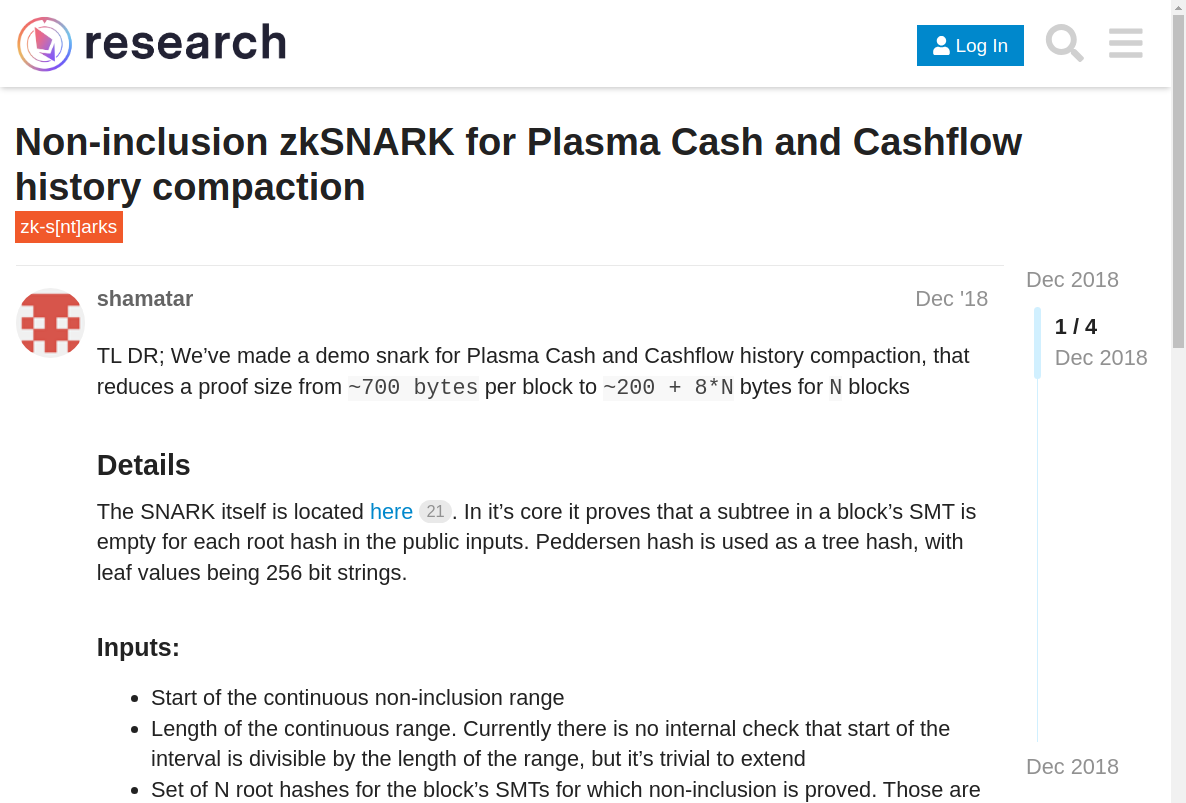 research
Log In
Non-inclusion zkSNARK for Plasma Cash and Cashflow
history compaction
zk-s[nt]arks
shamatar
Dec '18
TL DR; We’ve made a demo snark for Plasma Cash and Cashflow history compaction, that
reduces a proof size from ~700 bytes per block to ~200 + 8*N bytes for N blocks
Details
The SNARK itself is located here 21. In it’s core it proves that a subtree in a block’s SMT is
empty for each root hash in the public inputs. Peddersen hash is used as a tree hash, with
leaf values being 256 bit strings.
Inputs:
• Start of the continuous non-inclusion range
• Length of the continuous range. Currently there is no internal check that start of the
interval is divisible by the length of the range, but it’s trivial to extend
• Set of N root hashes for the block’s SMTs for which non-inclusion is proved. Those are
Dec 2018
1 / 4
Dec 2018
Dec 2018